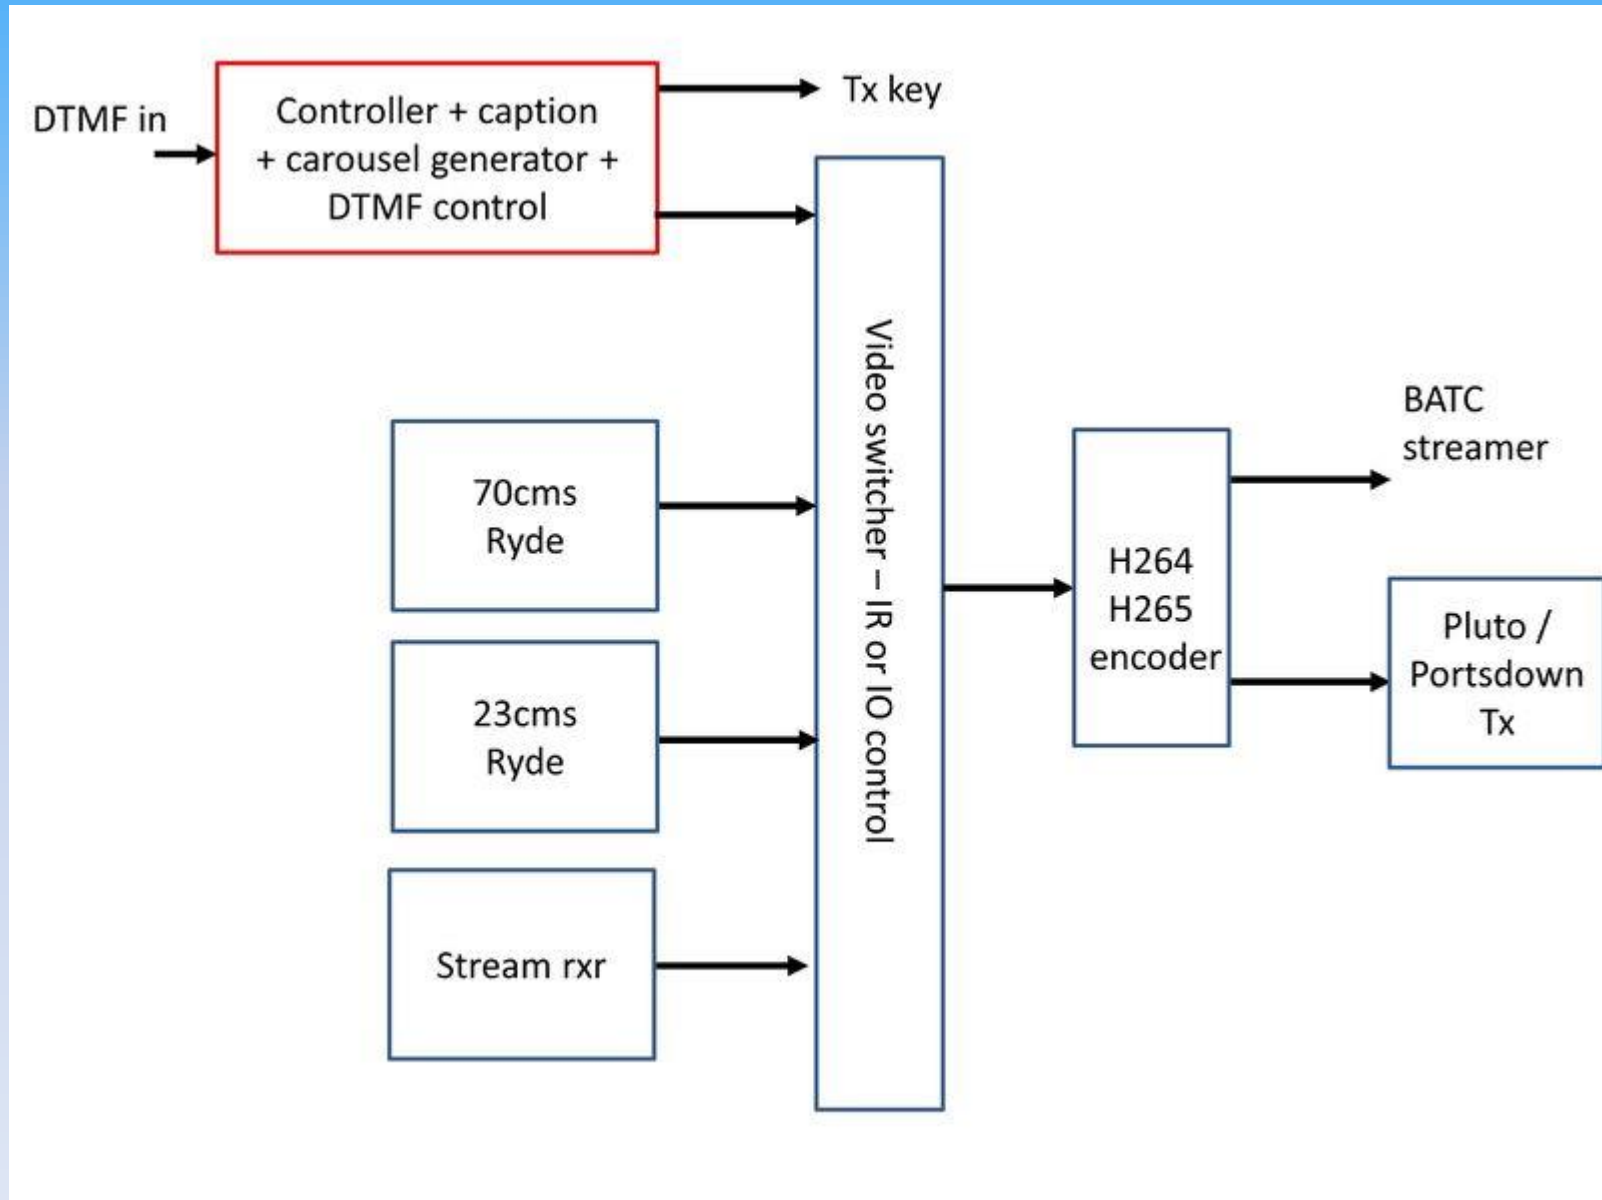 DTMF in
Controller + caption
+ carousel generator +
DTMF control
Tx key
70cms
Ryde
23cms
Ryde
Stream rxr
Video switcher – IR or IO control
H264
H265
encoder
BATC
streamer
Pluto /
Portsdown
Tx